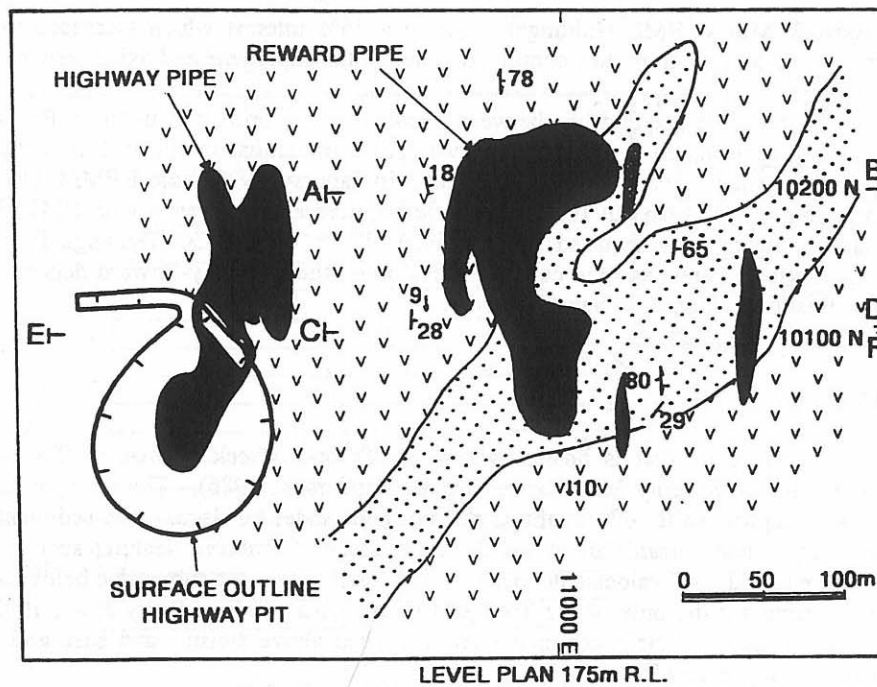 REWARD PIPE
HIGHWAY PIPE
78
18
A
B
10200 N
65
9
28
E
C
D
10100 N
F
80
29
10
SURFACE OUTLINE
HIGHWAY PIT
11000 E
0 50 100m
LEVEL PLAN 175m R.L.